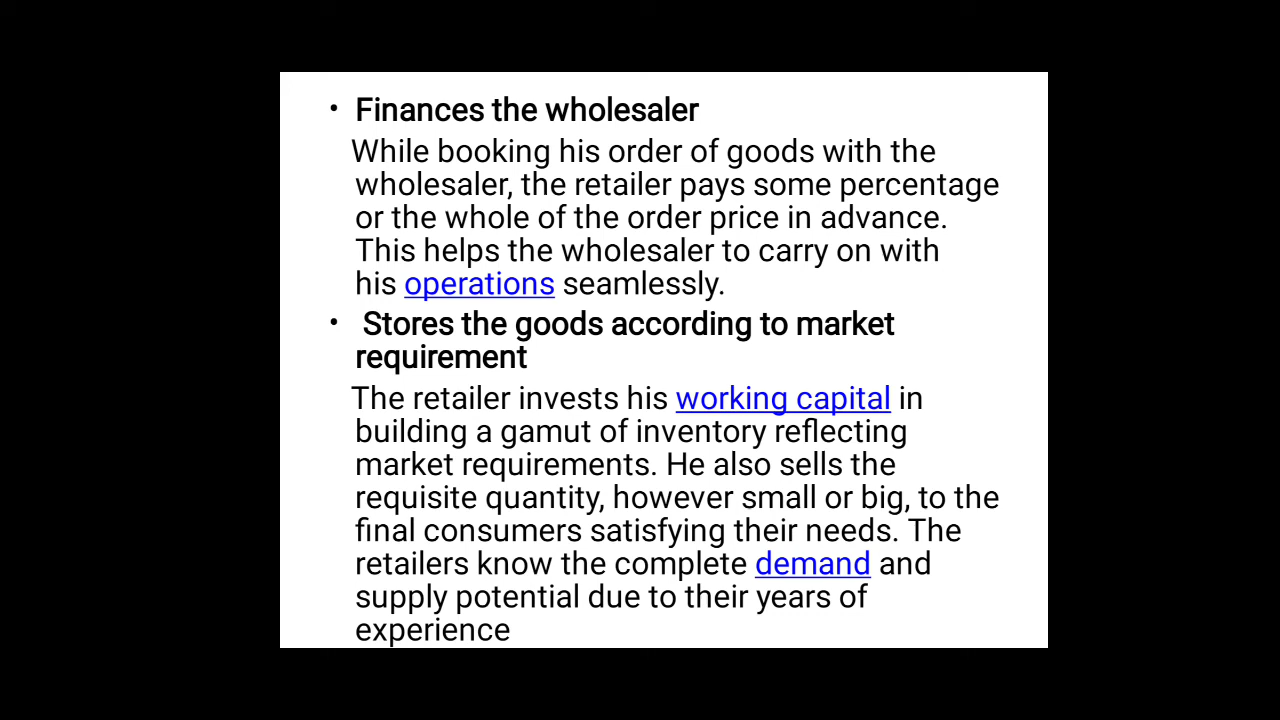 • Finances the wholesaler
While booking his order of goods with the
wholesaler, the retailer pays some percentage
or the whole of the order price in advance.
This helps the wholesaler to carry on with
his operations seamlessly.
• Stores the goods according to market
requirement
The retailer invests his working capital in
building a gamut of inventory reflecting
market requirements. He also sells the
requisite quantity, however small or big, to the
final consumers satisfying their needs. The
retailers know the complete demand and
supply potential due to their years of
experience